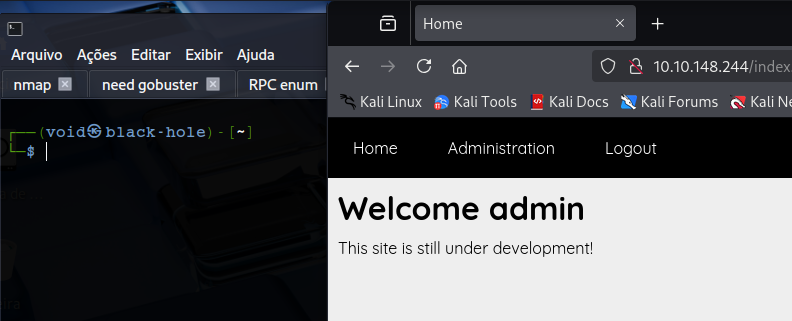 Arquivo Ações Editar Exibir Ajuda
nmap need gobuster RPC enum
(void㉿black-hole)-[~]
$
Home
10.10.148.244/index
Kali Linux Kali Tools Kali Docs Kali Forums Kali Ne
Home Administration Logout
Welcome admin
This site is still under development!